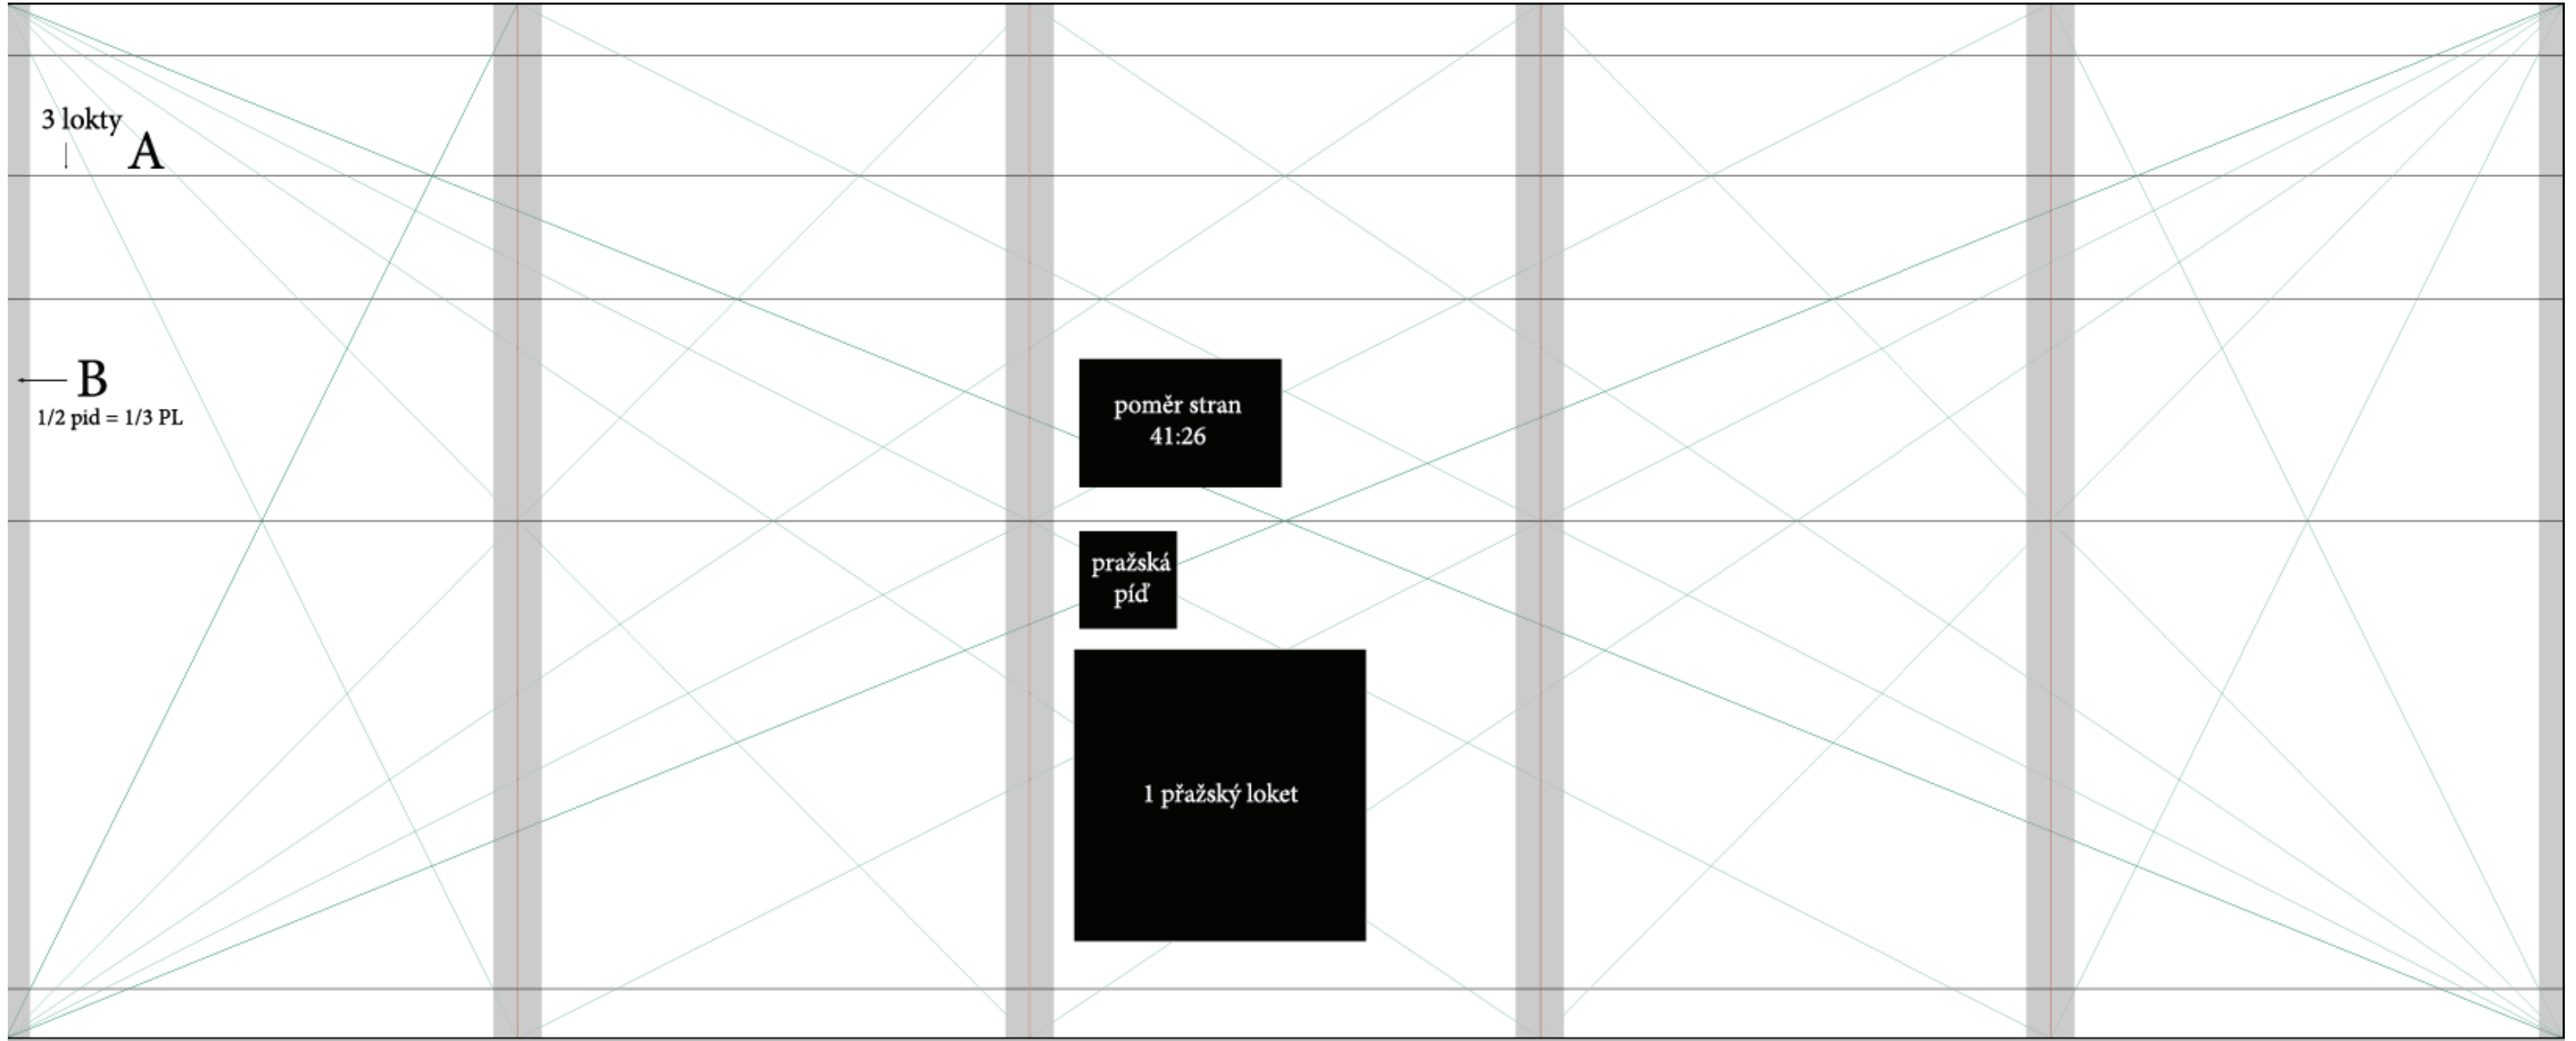 3 lokty
A
B
1/2 pid = 1/3 PL
poměr stran
41:26
pražská
píď
1 přažský loket